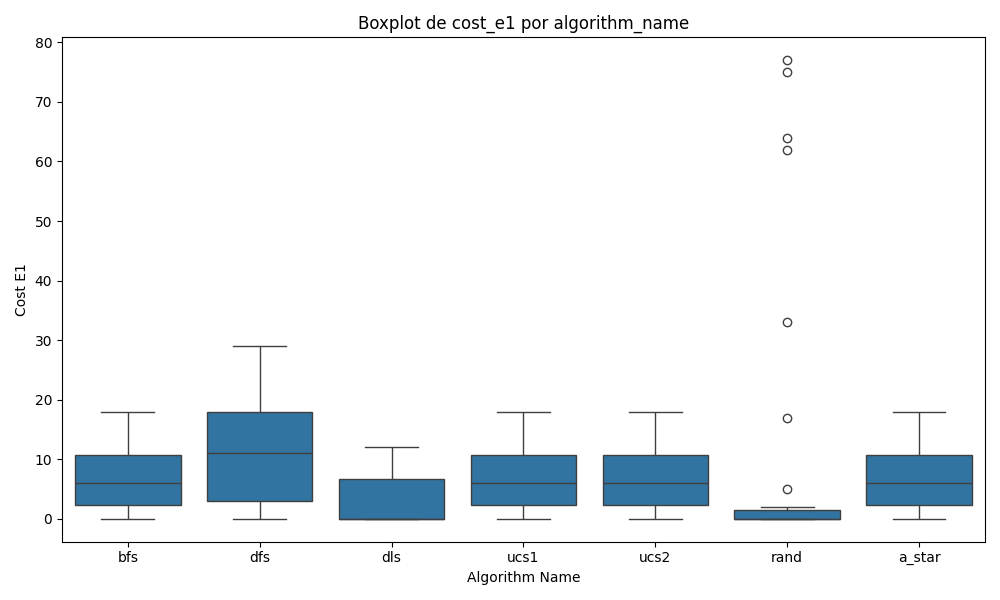 Boxplot de cost_e1 por algorithm_name
Cost E1
80
70
60
50
40
30
20
10
0
bfs dfs dls ucs1 ucs2 rand a_star
Algorithm Name